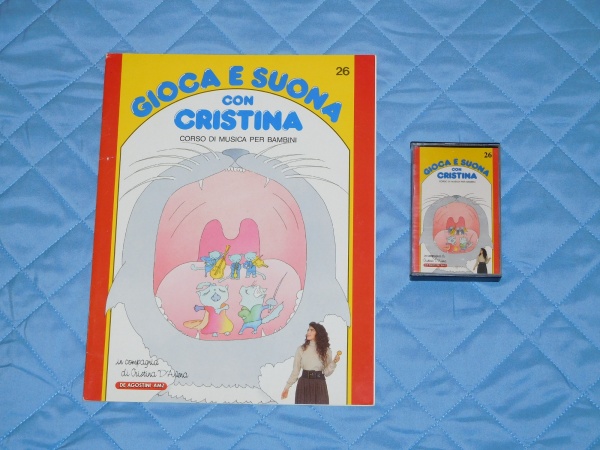 26
GIOCA E SUONA
CON
CRISTINA
CORSO DI MUSICA PER BAMBINI
in compagnia
di Cristina D'Avena
DE AGOSTINI AMZ
26
GIOCA E SUONA
CON
CRISTINA